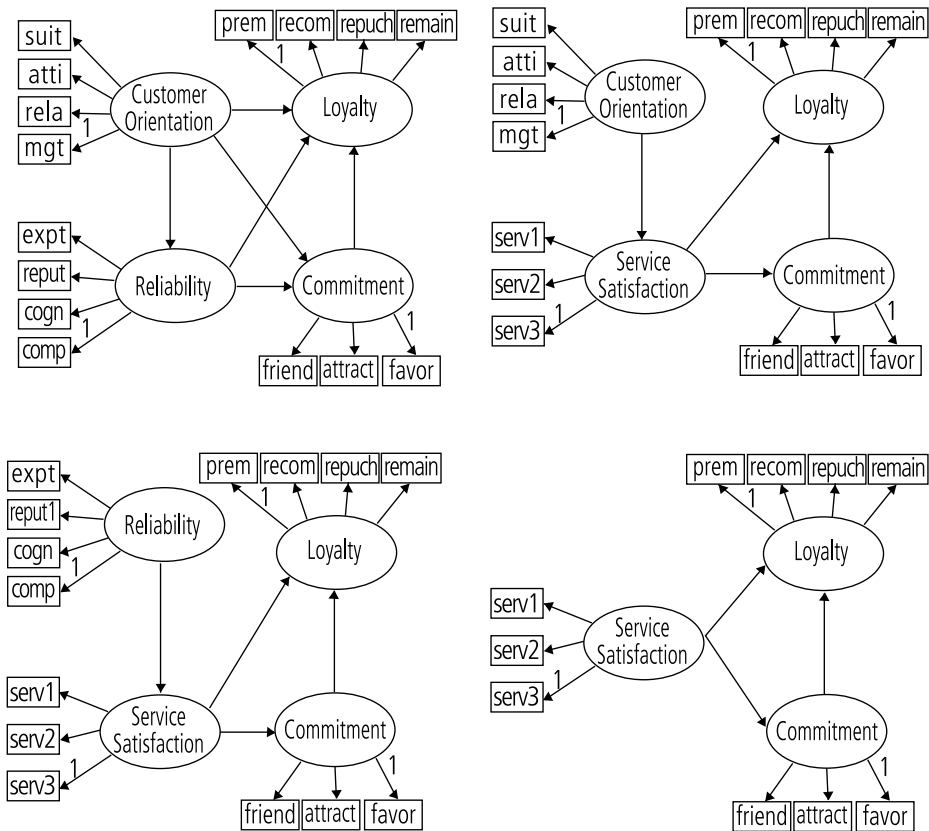 suit
atti
rela
mgt
1
Customer
Orientation
prem
recom
repuch
remain
1
Loyalty
expt
reput
cogn
comp
1
Reliability
Commitment
1
friend
attract
favor
suit
atti
rela
mgt
1
Customer
Orientation
prem
recom
repuch
remain
1
Loyalty
serv1
serv2
serv3
1
Service
Satisfaction
Commitment
1
friend
attract
favor
expt
reput1
cogn
comp
1
Reliability
prem
recom
repuch
remain
1
Loyalty
serv1
serv2
serv3
1
Service
Satisfaction
Commitment
1
friend
attract
favor
prem
recom
repuch
remain
1
Loyalty
serv1
serv2
serv3
1
Service
Satisfaction
Commitment
1
friend
attract
favor